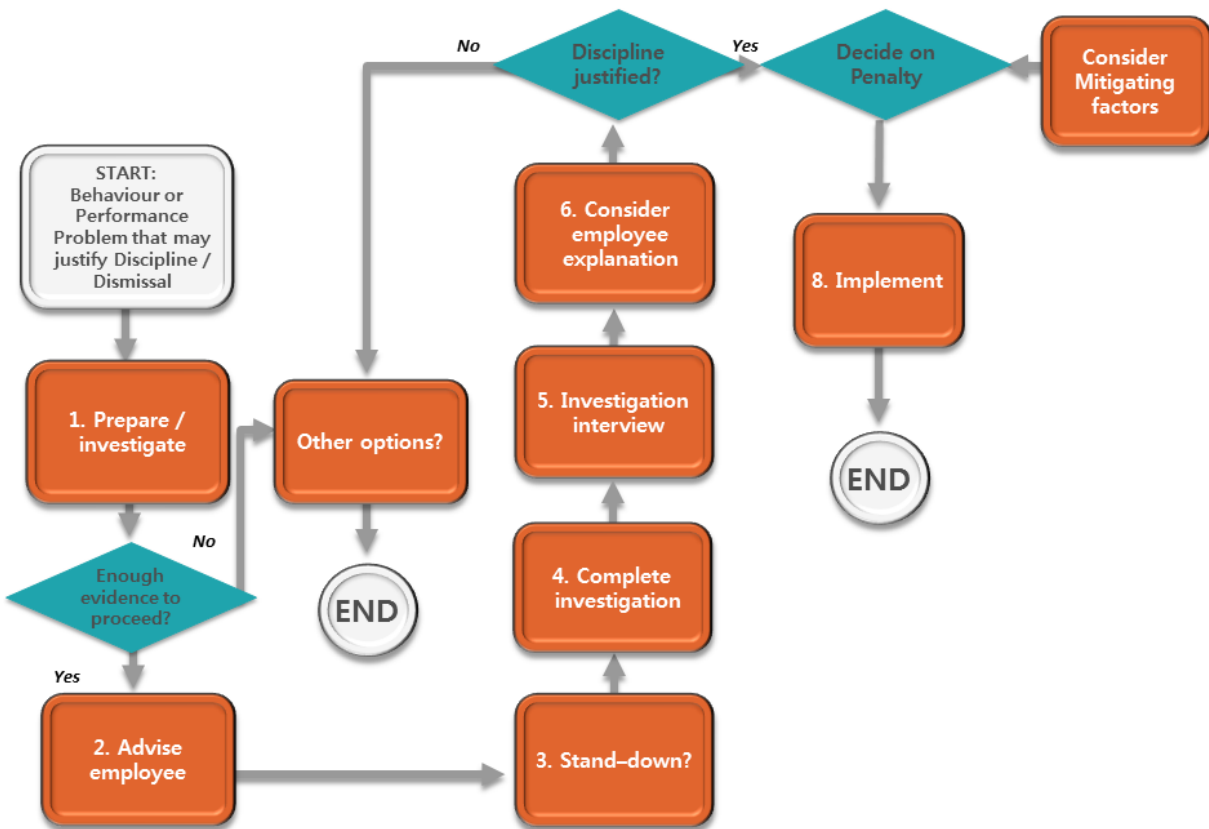 START:
Behaviour or
Performance
Problem that may
justify Discipline /
Dismissal
1. Prepare /
investigate
Enough
evidence to
proceed?
No
Yes
2. Advise
employee
Other options?
END
3. Stand–down?
4. Complete
investigation
5. Investigation
interview
6. Consider
employee
explanation
Discipline
justified?
No
Yes
Decide on
Penalty
Consider
Mitigating
factors
8. Implement
END